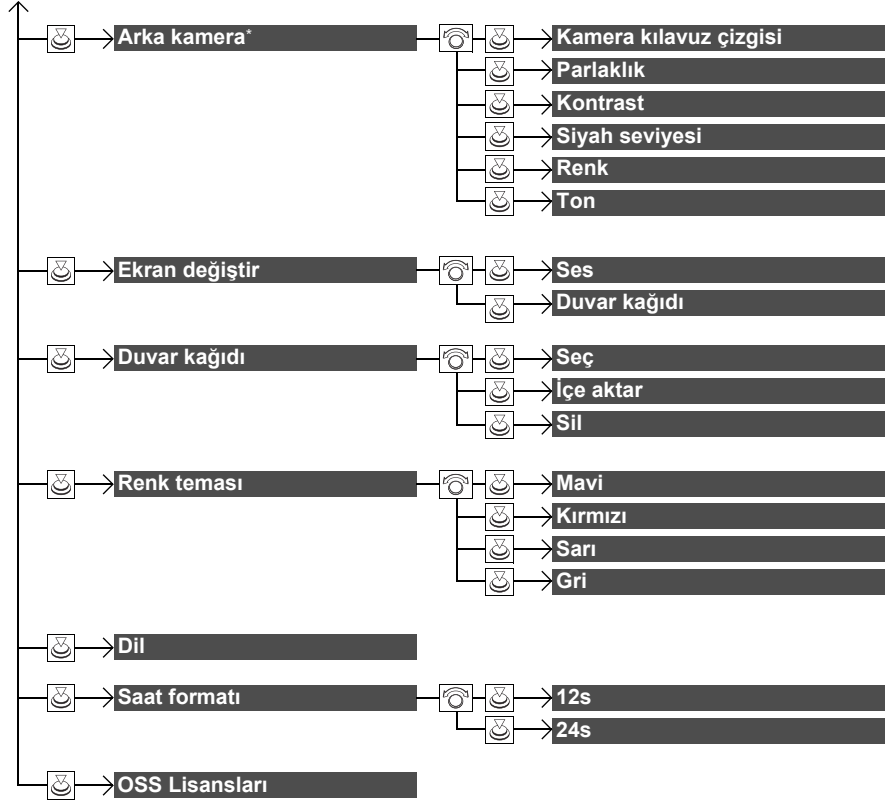 Arka kamera*
Kamera kılavuz çizgisi
Parlaklık
Kontrast
Siyah seviyesi
Renk
Ton
Ekran değiştir
Ses
Duvar kağıdı
Duvar kağıdı
Seç
İçe aktar
Sil
Renk teması
Mavi
Kırmızı
Sarı
Gri
Dil
Saat formatı
12s
24s
OSS Lisansları